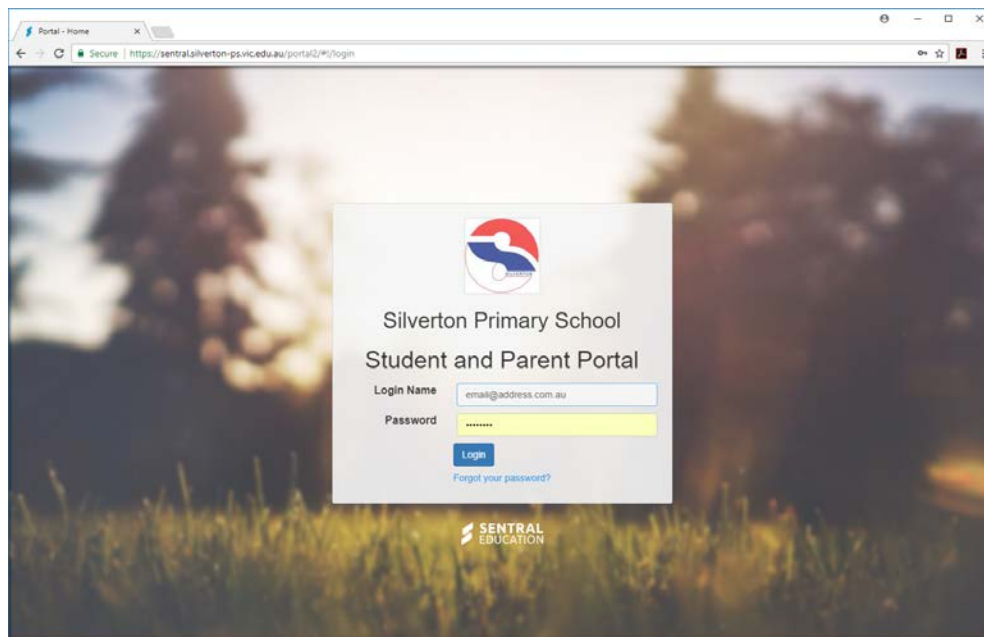 Portal - Home
Secure | https://sentral.silverton-ps.vic.edu.au/portal2/#!/login
SILVERTON
Silverton Primary School
Student and Parent Portal
Login Name
email@address.com.au
Password
••••••••
Login
Forgot your password?
SENTRAL
EDUCATION